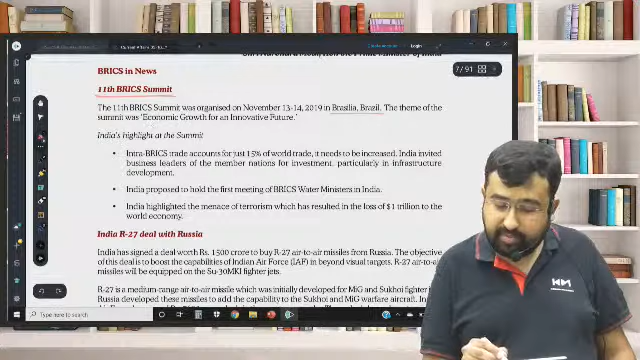 Current Affairs
Login
7 / 91
BRICS in News
11th BRICS Summit
The 11th BRICS Summit was organised on November 13-14, 2019 in Brasilia, Brazil. The theme of the
summit was 'Economic Growth for an Innovative Future.'
India's highlight at the Summit
• Intra-BRICS trade accounts for just 15% of world trade, it needs to be increased. India invited
business leaders of the member nations for investment, particularly in infrastructure
development.
• India proposed to hold the first meeting of BRICS Water Ministers in India.
• India highlighted the menace of terrorism which has resulted in the loss of $1 trillion to the
world economy.
India R-27 deal with Russia
India has signed a deal worth Rs. 1500 crore to buy R-27 air-to-air missiles from Russia. The objective
of this deal is to boost the capabilities of Indian Air Force (IAF) in beyond visual targets. R-27 air-to-air
missiles will be equipped on the Su-30MKI fighter jets.
R-27 is a medium-range air-to-air missile which was initially developed for MiG and Sukhoi fighter
Russia developed these missiles to add the capability to the Sukhoi and MiG warfare aircraft. In